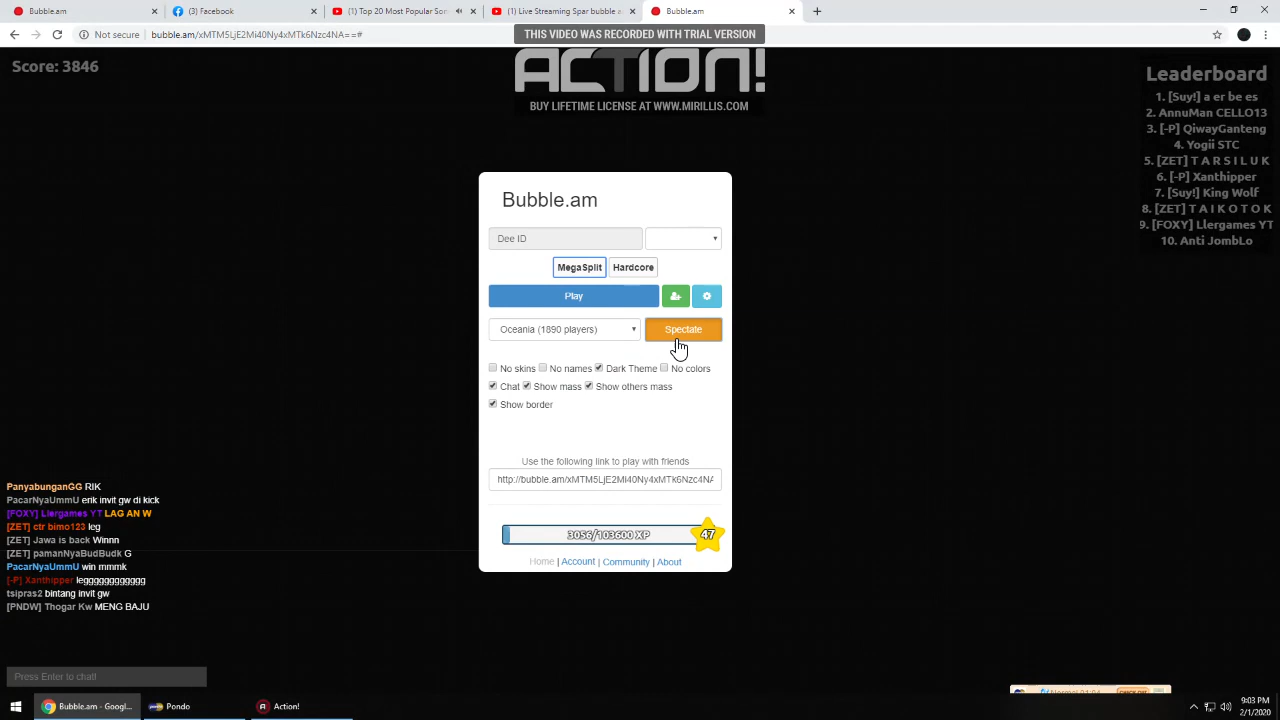 Bubble.am
(3) Facebook
(1) Top 20 Most Popular Son
(1) Live Streaming Spar bubble.a
Bubble.am
Not secure | bubble.am/xMTM5LjE2Mi40Ny4xMTk6Nzc4NA==#
THIS VIDEO WAS RECORDED WITH TRIAL VERSION
ACTION!
BUY LIFETIME LICENSE AT WWW.MIRILLIS.COM
Score: 3846
Leaderboard
1. [Suy!] a er be es
2. AnnuMan CELLO13
3. [-P] QiwayGanteng
4. Yogii STC
5. [ZET] T A R S I L U K
6. [-P] Xanthipper
7. [Suy!] King Wolf
8. [ZET] T A I K O T O K
9. [FOXY] Llergames YT
10. Anti JombLo
Bubble.am
Dee ID
MegaSplit
Hardcore
Play
Oceania (1890 players)
Spectate
No skins No names Dark Theme No colors
Chat Show mass Show others mass
Show border
Use the following link to play with friends
http://bubble.am/xMTM5LjE2Mi40Ny4xMTk6Nzc4NA
3056/103600 XP
47
Home | Account | Community | About
PanyabunganGG RIK
PacarNyaUmmU erik invit gw di kick
[FOXY] Llergames YT LAG AN W
[ZET] ctr bimo123 leg
[ZET] Jawa is back Winnn
[ZET] pamanNyaBudBudk G
PacarNyaUmmU win mmmk
[-P] Xanthipper legggggggggggg
tsipras2 bintang invit gw
[PNDW] Thogar Kw MENG BAJU
Press Enter to chat!
Bubble.am - Googl...
Pondo
Action!
9:03 PM
2/1/2020